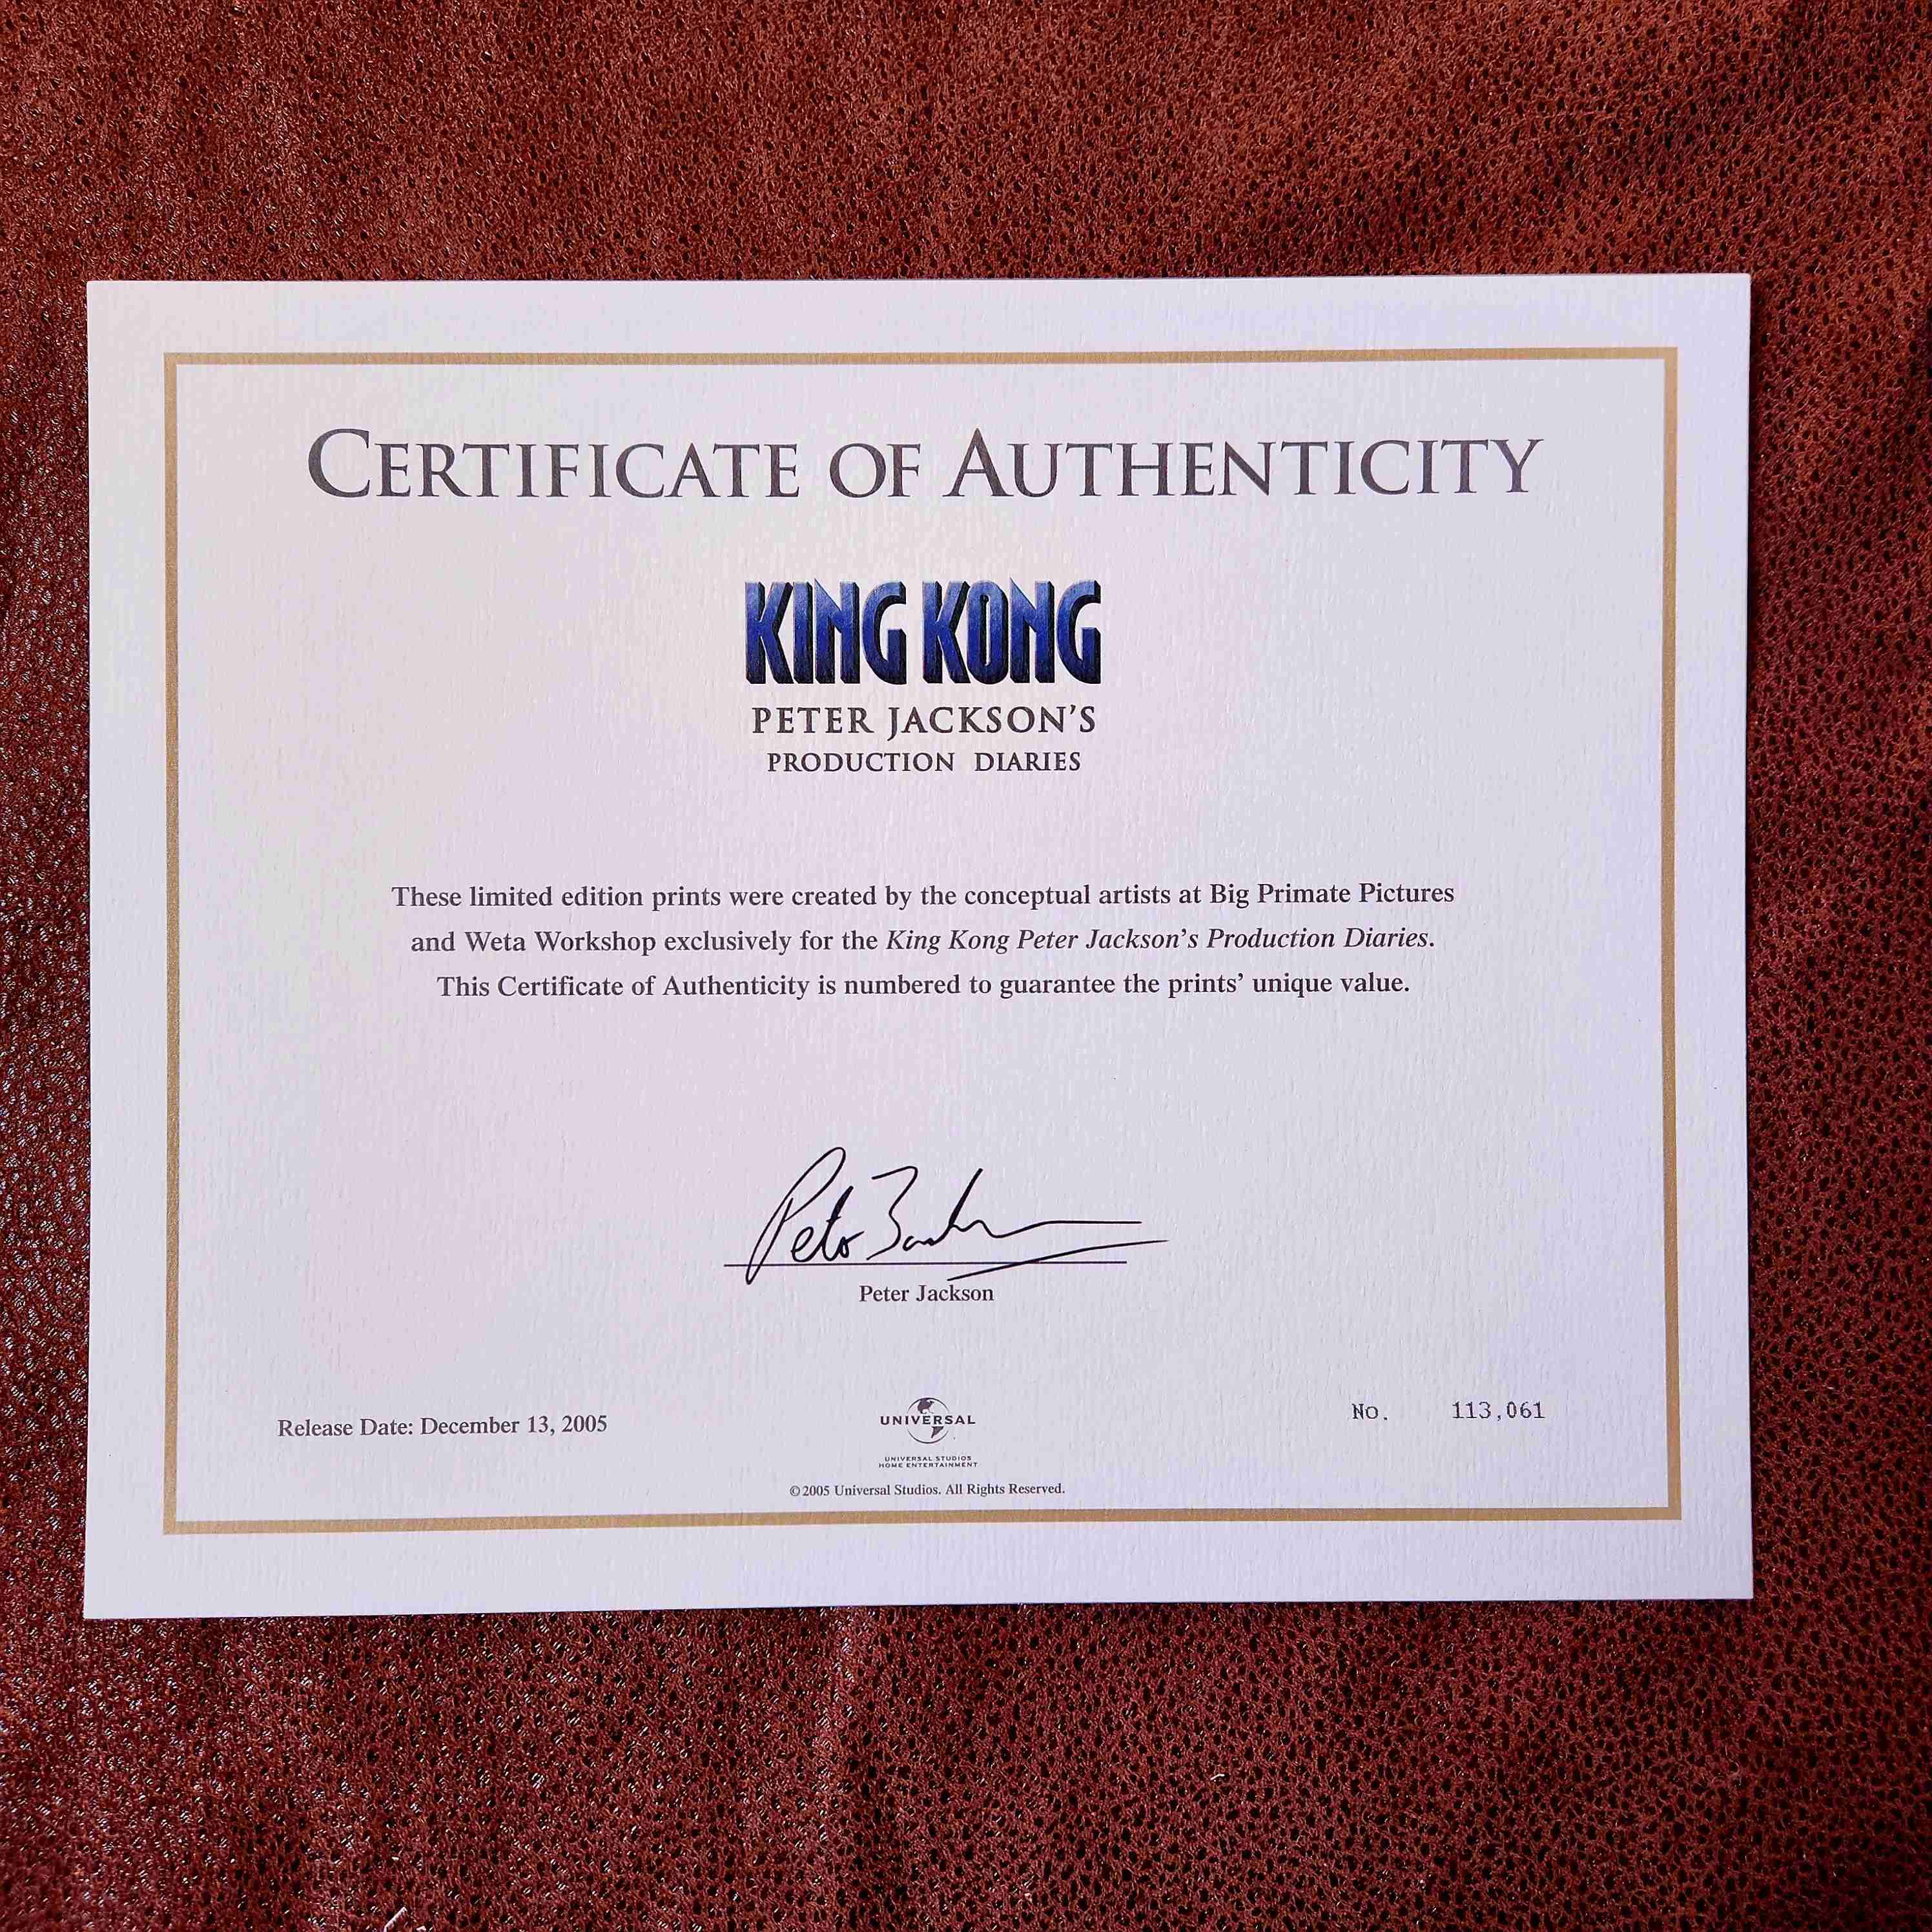 CERTIFICATE OF AUTHENTICITY
KING KONG
PETER JACKSON'S
PRODUCTION DIARIES
These limited edition prints were created by the conceptual artists at Big Primate Pictures
and Weta Workshop exclusively for the King Kong Peter Jackson's Production Diaries.
This Certificate of Authenticity is numbered to guarantee the prints' unique value.
Peter Jackson
Peter Jackson
Release Date: December 13, 2005
UNIVERSAL
UNIVERSAL STUDIOS
HOME ENTERTAINMENT
No. 113,061
©2005 Universal Studios. All Rights Reserved.